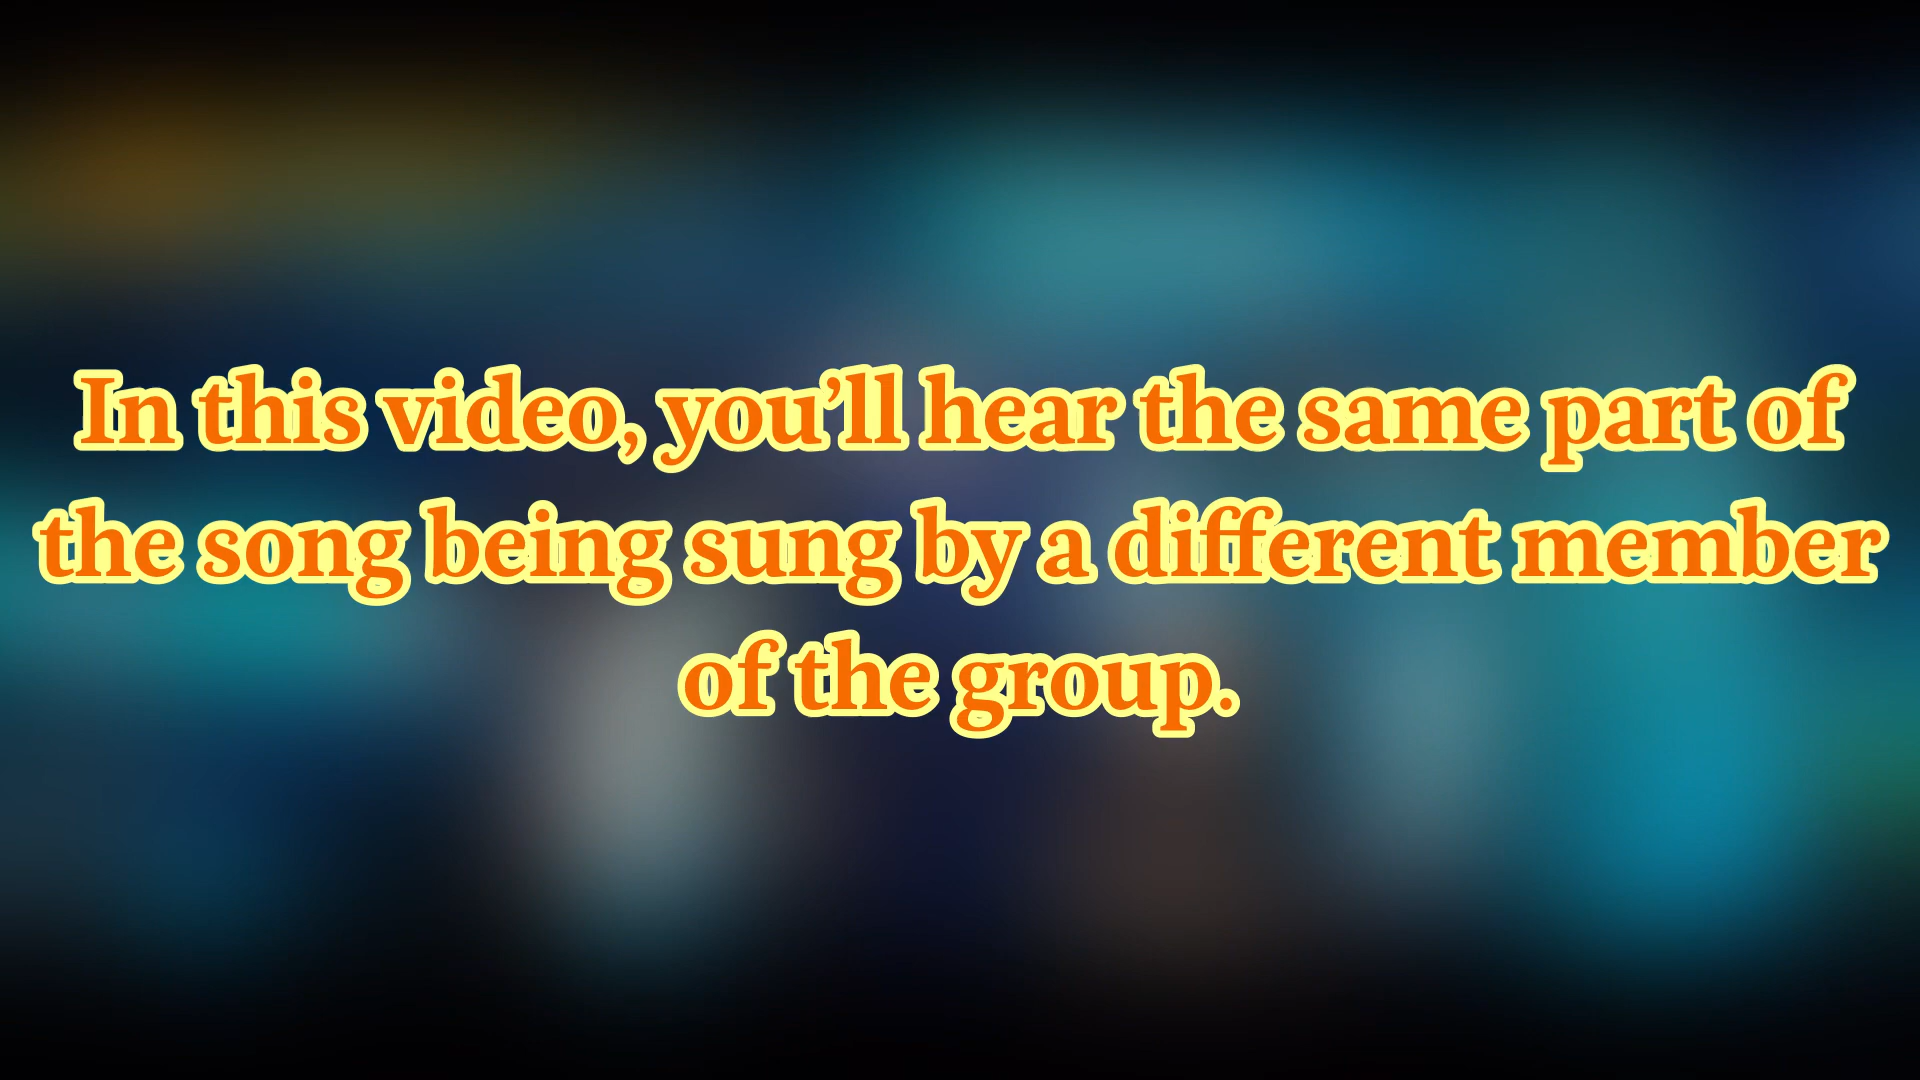 In this video, you’ll hear the same part of
the song being sung by a different member
of the group.